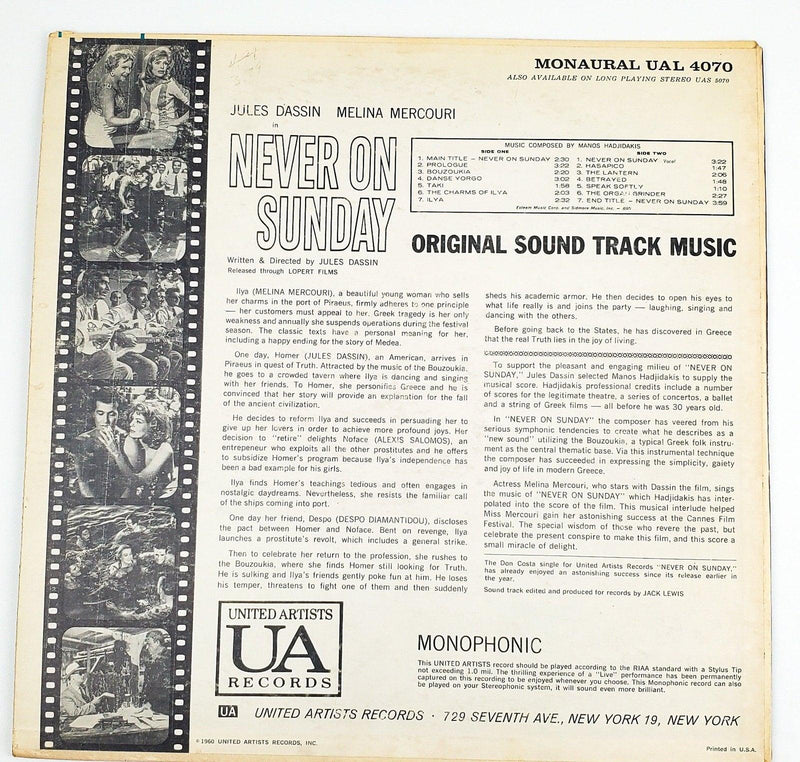 MONAURAL UAL 4070
ALSO AVAILABLE ON LONG PLAYING STEREO UAS 5070
JULES DASSIN MELINA MERCOURI
in
NEVER ON
SUNDAY
Written & Directed by JULES DASSIN
Released through LOPERT FILMS
MUSIC COMPOSED BY MANOS HADJIDAKIS
SIDE ONE
1. MAIN TITLE – NEVER ON SUNDAY 2:30
2. PROLOGUE 3:22
3. BOUZOUKIA 2:20
4. DANSE YORGO 3:02
5. TAKI 1:58
6. THE CHARMS OF ILYA 2:03
7. ILYA 2:32
SIDE TWO
1. NEVER ON SUNDAY Vocal 3:22
2. HASAPICO 1:47
3. THE LANTERN 2:06
4. BETRAYED 1:48
5. SPEAK SOFTLY 1:10
6. THE ORGAN GRINDER 2:27
7. END TITLE – NEVER ON SUNDAY 3:59
Esteem Music Corp. and Sidmore Music, Inc. – BMI
ORIGINAL SOUND TRACK MUSIC
Ilya (MELINA MERCOURI), a beautiful young woman who sells
her charms in the port of Piraeus, firmly adheres to one principle
— her customers must appeal to her. Greek tragedy is her only
weakness and annually she suspends operations during the festival
season. The classic texts have a personal meaning for her,
including a happy ending for the story of Medea.
One day, Homer (JULES DASSIN), an American, arrives in
Piraeus in quest of Truth. Attracted by the music of the Bouzoukia,
he goes to a crowded tavern where Ilya is dancing and singing
with her friends. To Homer, she personifies Greece and he is
convinced that her story will provide an explanation for the fall
of the ancient civilization.
He decides to reform Ilya and succeeds in persuading her to
give up her lovers in order to achieve more profound joys. Her
decision to "retire" delights Noface (ALEXIS SALOMOS), an
entrepeneur who exploits all the other prostitutes and he offers
to subsidize Homer's program because Ilya's independence has
been a bad example for his girls.
Ilya finds Homer's teachings tedious and often engages in
nostalgic daydreams. Nevertheless, she resists the familiar call
of the ships coming into port.
One day her friend, Despo (DESPO DIAMANTIDOU), discloses
the pact between Homer and Noface. Bent on revenge, Ilya
launches a prostitute's revolt, which includes a general strike.
Then to celebrate her return to the profession, she rushes to
the Bouzoukia, where she finds Homer still looking for Truth.
He is sulking and Ilya's friends gently poke fun at him. He loses
his temper, threatens to fight one of them and then suddenly
sheds his academic armor. He then decides to open his eyes to
what life really is and joins the party — laughing, singing and
dancing with the others.
Before going back to the States, he has discovered in Greece
that the real Truth lies in the joy of living.
To support the pleasant and engaging milieu of "NEVER ON
SUNDAY," Jules Dassin selected Manos Hadjidakis to supply the
musical score. Hadjidakis professional credits include a number
of scores for the legitimate theatre, a series of concertos, a ballet
and a string of Greek films — all before he was 30 years old.
In "NEVER ON SUNDAY" the composer has veered from his
serious symphonic tendencies to create what he describes as a
"new sound" utilizing the Bouzoukia, a typical Greek folk instru-
ment as the central thematic base. Via this instrumental technique
the composer has succeeded in expressing the simplicity, gaiety
and joy of life in modern Greece.
Actress Melina Mercouri, who stars with Dassin the film, sings
the music of "NEVER ON SUNDAY" which Hadjidakis has inter-
polated into the score of the film. This musical interlude helped
Miss Mercouri gain her astonishing success at the Cannes Film
Festival. The special wisdom of those who revere the past, but
celebrate the present conspire to make this film, and this score a
small miracle of delight.
The Don Costa single for United Artists Records "NEVER ON SUNDAY,"
has already enjoyed an astonishing success since its release earlier in
the year.
Sound track edited and produced for records by JACK LEWIS
UNITED ARTISTS
UA
RECORDS
MONOPHONIC
This UNITED ARTISTS record should be played according to the RIAA standard with a Stylus Tip
not exceeding 1.0 mil. The thrilling experience of a "Live" performance has been permanently
captured on this recording to be enjoyed whenever you choose. This Monophonic record can also
be played on your Stereophonic system, it will sound even more brilliant.
UA UNITED ARTISTS RECORDS · 729 SEVENTH AVE., NEW YORK 19, NEW YORK
© 1960 UNITED ARTISTS RECORDS, INC.
Printed in U.S.A.